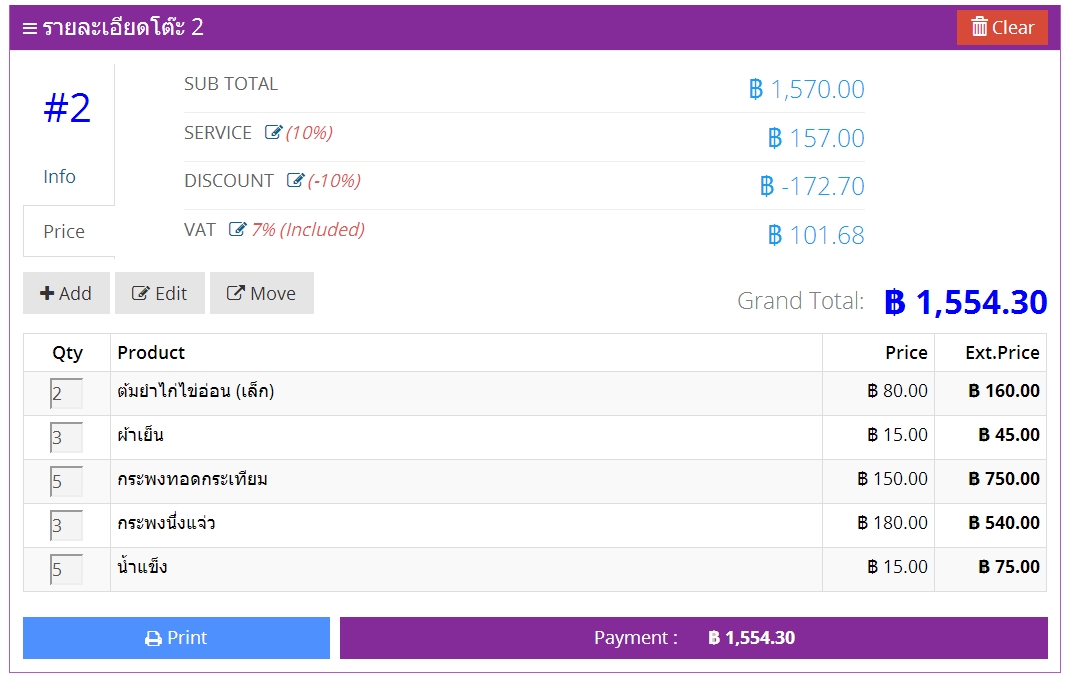 รายละเอียดโต๊ะ 2
Clear
#2
Info
Price
SUB TOTAL ฿ 1,570.00
SERVICE (10%) ฿ 157.00
DISCOUNT (-10%) ฿ -172.70
VAT 7% (Included) ฿ 101.68
Add Edit Move
Grand Total: ฿ 1,554.30
Qty Product Price Ext.Price
2 ต้มยำไก่ไข่อ่อน (เล็ก) ฿ 80.00 ฿ 160.00
3 ผ้าเย็น ฿ 15.00 ฿ 45.00
5 กระพงทอดกระเทียม ฿ 150.00 ฿ 750.00
3 กระพงนึ่งแจ่ว ฿ 180.00 ฿ 540.00
5 น้ำแข็ง ฿ 15.00 ฿ 75.00
Print
Payment : ฿ 1,554.30